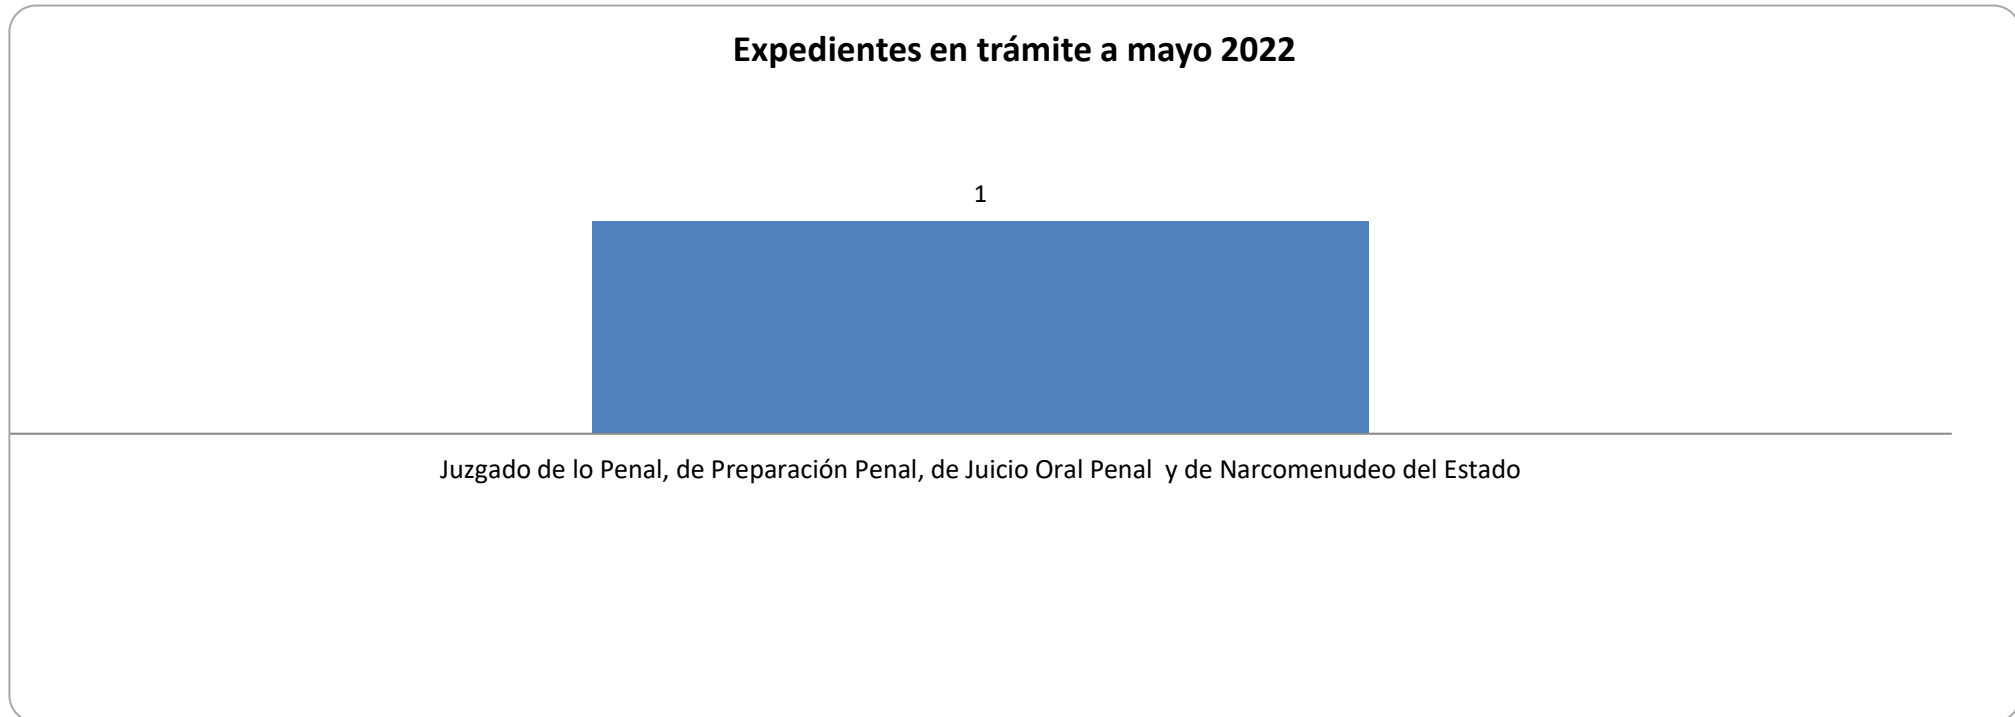 Expedientes en trámite a mayo 2022
1
Juzgado de lo Penal, de Preparación Penal, de Juicio Oral Penal  y de Narcomenudeo del Estado